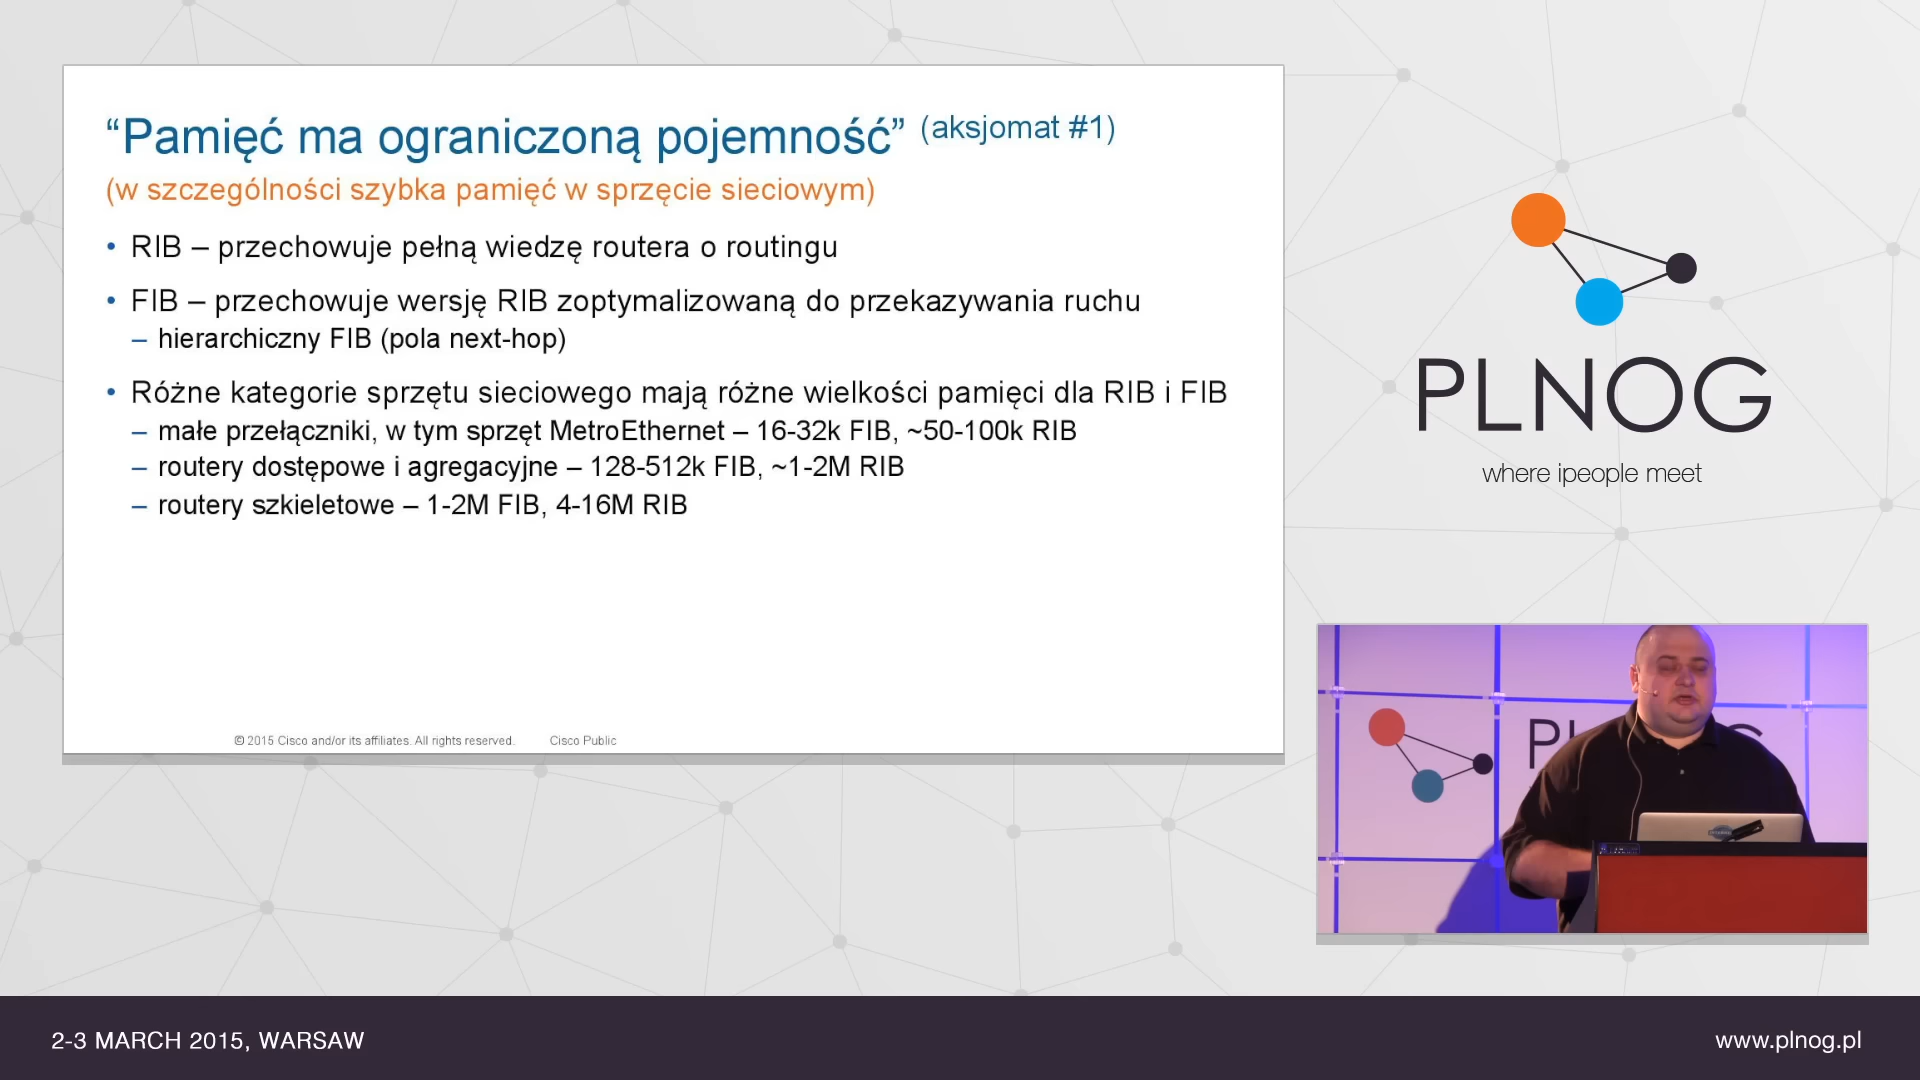 “Pamięć ma ograniczoną pojemność” (aksjomat #1)
(w szczególności szybka pamięć w sprzęcie sieciowym)
• RIB – przechowuje pełną wiedzę routera o routingu
• FIB – przechowuje wersję RIB zoptymalizowaną do przekazywania ruchu
– hierarchiczny FIB (pola next-hop)
• Różne kategorie sprzętu sieciowego mają różne wielkości pamięci dla RIB i FIB
– małe przełączniki, w tym sprzęt MetroEthernet – 16-32k FIB, ~50-100k RIB
– routery dostępowe i agregacyjne – 128-512k FIB, ~1-2M RIB
– routery szkieletowe – 1-2M FIB, 4-16M RIB
© 2015 Cisco and/or its affiliates. All rights reserved. Cisco Public
PLNOG
where ipeople meet
2-3 MARCH 2015, WARSAW
www.plnog.pl